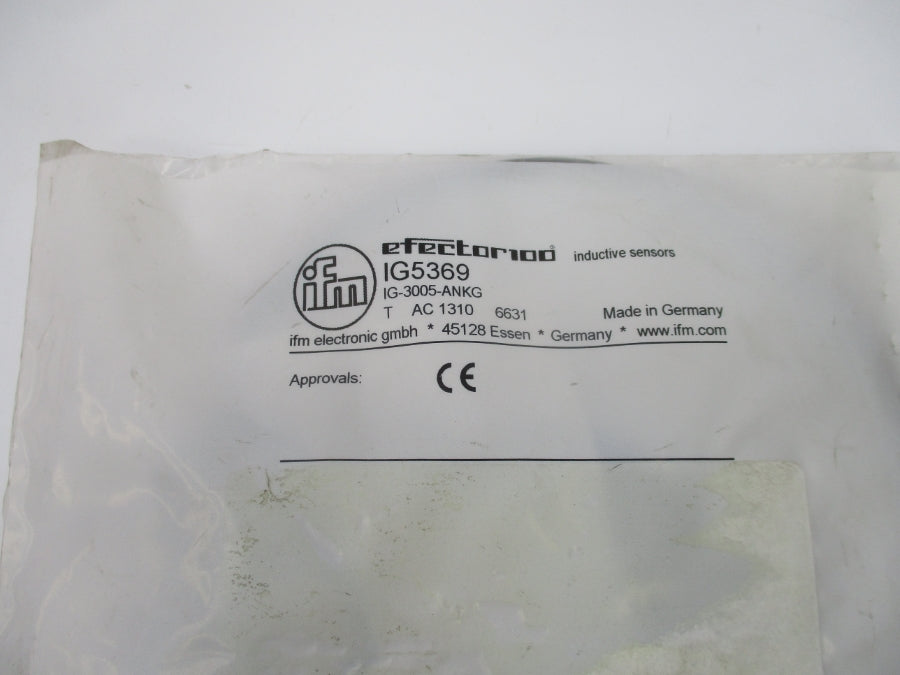 ifm efector100® inductive sensors
IG5369
IG-3005-ANKG
T AC 1310 6631 Made in Germany
ifm electronic gmbh * 45128 Essen * Germany * www.ifm.com
Approvals: CE